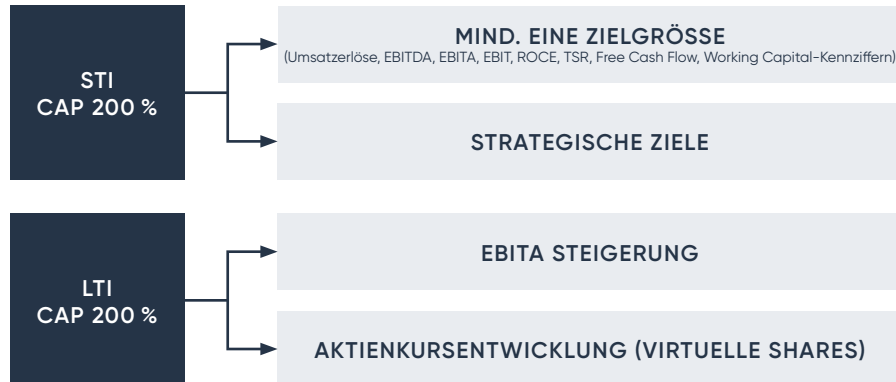 STI
CAP 200 %
MIND. EINE ZIELGRÖSSE
(Umsatzerlöse, EBITDA, EBITA, EBIT, ROCE, TSR, Free Cash Flow, Working Capital-Kennziffern)
STRATEGISCHE ZIELE
LTI
CAP 200 %
EBITA STEIGERUNG
AKTIENKURSENTWICKLUNG (VIRTUELLE SHARES)